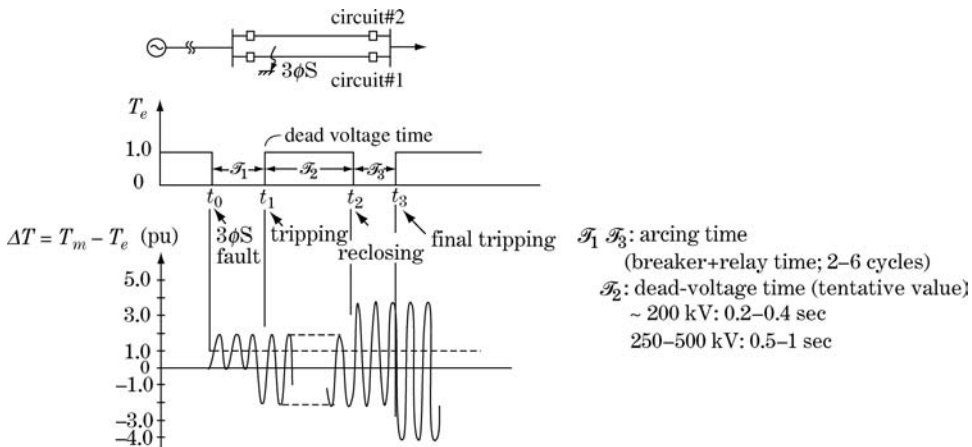 circuit#2
3ϕS
circuit#1
Tₑ
1.0
0
dead voltage time
𝒯₁ 𝒯₂ 𝒯₃
t₀ t₁ t₂ t₃
3ϕS fault
tripping
reclosing
final tripping
ΔT = Tₘ − Tₑ (pu)
5.0
3.0
1.0
0
−1.0
−3.0
−4.0
𝒯₁ 𝒯₃: arcing time
(breaker+relay time; 2–6 cycles)
𝒯₂: dead-voltage time (tentative value)
~ 200 kV: 0.2–0.4 sec
250–500 kV: 0.5–1 sec